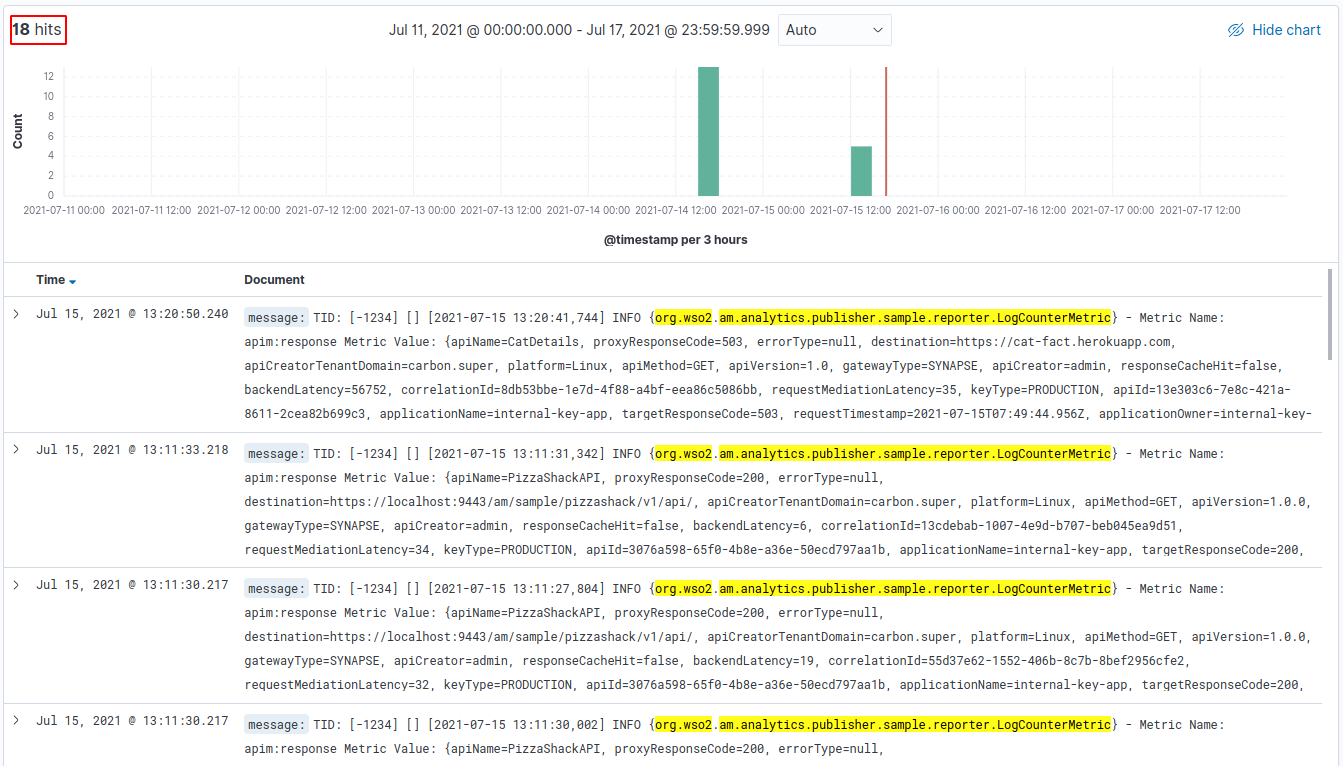 18 hits
Jul 11, 2021 @ 00:00:00.000 - Jul 17, 2021 @ 23:59:59.999
Auto
Hide chart
12
10
8
6
4
2
0
Count
2021-07-11 00:00 2021-07-11 12:00 2021-07-12 00:00 2021-07-12 12:00 2021-07-13 00:00 2021-07-13 12:00 2021-07-14 00:00 2021-07-14 12:00 2021-07-15 00:00 2021-07-15 12:00 2021-07-16 00:00 2021-07-16 12:00 2021-07-17 00:00 2021-07-17 12:00
@timestamp per 3 hours
Time Document
Jul 15, 2021 @ 13:20:50.240 message: TID: [-1234] [] [2021-07-15 13:20:41,744] INFO {org.wso2.am.analytics.publisher.sample.reporter.LogCounterMetric} - Metric Name:
apim:response Metric Value: {apiName=CatDetails, proxyResponseCode=503, errorType=null, destination=https://cat-fact.herokuapp.com,
apiCreatorTenantDomain=carbon.super, platform=Linux, apiMethod=GET, apiVersion=1.0, gatewayType=SYNAPSE, apiCreator=admin, responseCacheHit=false,
backendLatency=56752, correlationId=8db53bbe-1e7d-4f88-a4bf-eea86c5086bb, requestMediationLatency=35, keyType=PRODUCTION, apiId=13e303c6-7e8c-421a-
8611-2cea82b699c3, applicationName=internal-key-app, targetResponseCode=503, requestTimestamp=2021-07-15T07:49:44.956Z, applicationOwner=internal-key-
Jul 15, 2021 @ 13:11:33.218 message: TID: [-1234] [] [2021-07-15 13:11:31,342] INFO {org.wso2.am.analytics.publisher.sample.reporter.LogCounterMetric} - Metric Name:
apim:response Metric Value: {apiName=PizzaShackAPI, proxyResponseCode=200, errorType=null,
destination=https://localhost:9443/am/sample/pizzashack/v1/api/, apiCreatorTenantDomain=carbon.super, platform=Linux, apiMethod=GET, apiVersion=1.0.0,
gatewayType=SYNAPSE, apiCreator=admin, responseCacheHit=false, backendLatency=6, correlationId=13cdebab-1007-4e9d-b707-beb045ea9d51,
requestMediationLatency=34, keyType=PRODUCTION, apiId=3076a598-65f0-4b8e-a36e-50ecd797aa1b, applicationName=internal-key-app, targetResponseCode=200,
Jul 15, 2021 @ 13:11:30.217 message: TID: [-1234] [] [2021-07-15 13:11:27,804] INFO {org.wso2.am.analytics.publisher.sample.reporter.LogCounterMetric} - Metric Name:
apim:response Metric Value: {apiName=PizzaShackAPI, proxyResponseCode=200, errorType=null,
destination=https://localhost:9443/am/sample/pizzashack/v1/api/, apiCreatorTenantDomain=carbon.super, platform=Linux, apiMethod=GET, apiVersion=1.0.0,
gatewayType=SYNAPSE, apiCreator=admin, responseCacheHit=false, backendLatency=19, correlationId=55d37e62-1552-406b-8c7b-8bef2956cfe2,
requestMediationLatency=32, keyType=PRODUCTION, apiId=3076a598-65f0-4b8e-a36e-50ecd797aa1b, applicationName=internal-key-app, targetResponseCode=200,
Jul 15, 2021 @ 13:11:30.217 message: TID: [-1234] [] [2021-07-15 13:11:30,002] INFO {org.wso2.am.analytics.publisher.sample.reporter.LogCounterMetric} - Metric Name:
apim:response Metric Value: {apiName=PizzaShackAPI, proxyResponseCode=200, errorType=null,